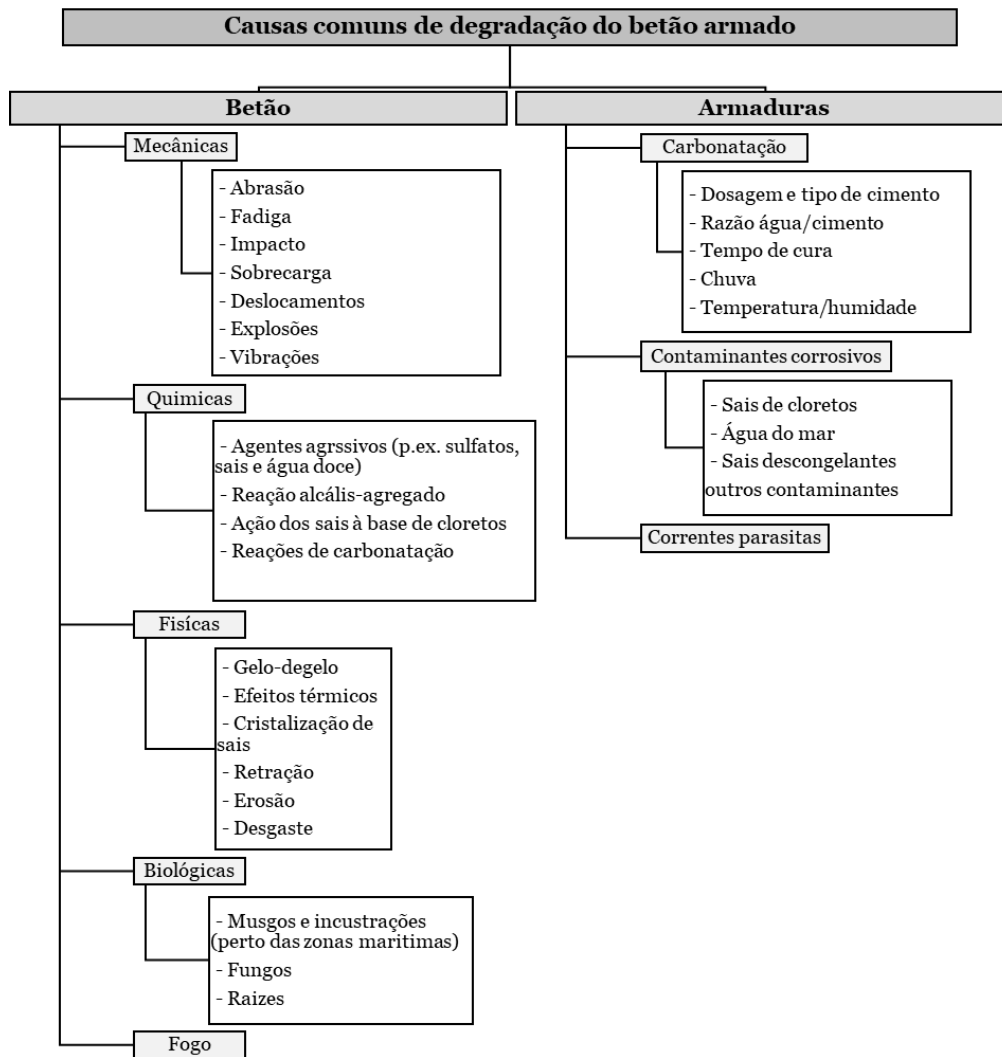 Causas comuns de degradação do betão armado
Betão
Mecânicas
- Abrasão
- Fadiga
- Impacto
- Sobrecarga
- Deslocamentos
- Explosões
- Vibrações
Quimicas
- Agentes agrssivos (p.ex. sulfatos,
sais e água doce)
- Reação alcális-agregado
- Ação dos sais à base de cloretos
- Reações de carbonatação
Fisícas
- Gelo-degelo
- Efeitos térmicos
- Cristalização de
sais
- Retração
- Erosão
- Desgaste
Biológicas
- Musgos e incustrações
(perto das zonas maritimas)
- Fungos
- Raizes
Fogo
Armaduras
Carbonatação
- Dosagem e tipo de cimento
- Razão água/cimento
- Tempo de cura
- Chuva
- Temperatura/humidade
Contaminantes corrosivos
- Sais de cloretos
- Água do mar
- Sais descongelantes
outros contaminantes
Correntes parasitas